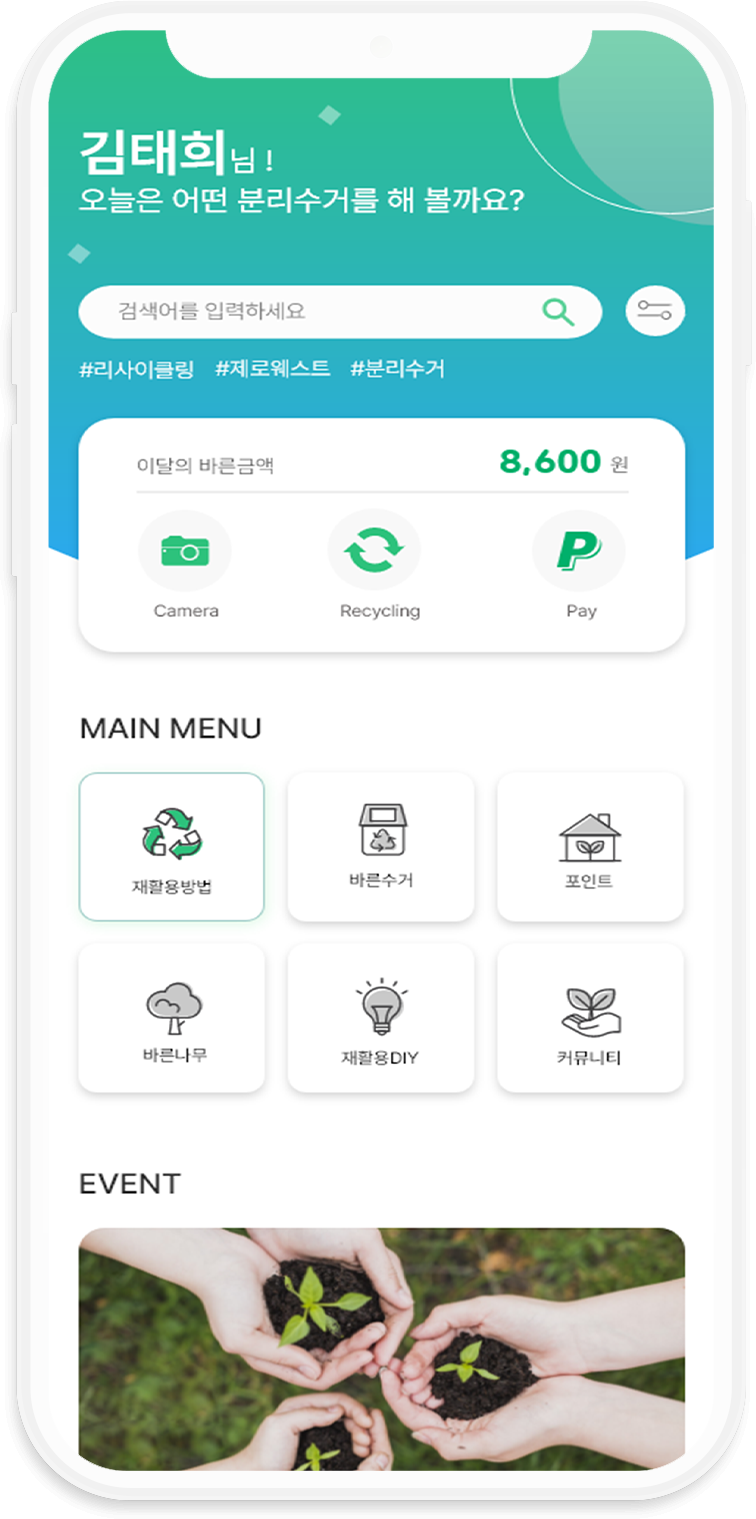 김태희님 !
오늘은 어떤 분리수거를 해 볼까요?
검색어를 입력하세요
#리사이클링 #제로웨스트 #분리수거
이달의 바른금액 8,600 원
Camera Recycling Pay
MAIN MENU
재활용방법 바른수거 포인트
바른나무 재활용DIY 커뮤니티
EVENT